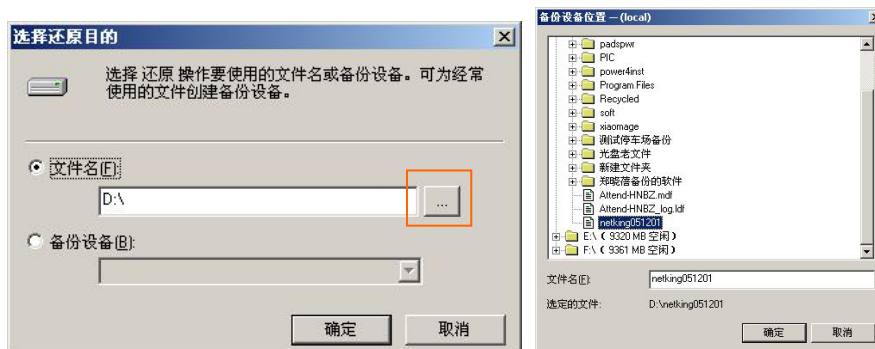 选择还原目的
选择 还原 操作要使用的文件名或备份设备。可为经常
使用的文件创建备份设备。
文件名(F):
D:\
...
备份设备(B):
确定
取消
备份设备位置 - (local)
padspwr
PIC
power4inst
Program Files
Recycled
soft
xiaomage
测试停车场备份
光盘老文件
新建文件夹
郑晓蓓备份的软件
Attend-HNBZ.mdf
Attend-HNBZ_log.ldf
netking051201
E:\ ( 9320 MB 空闲 )
F:\ ( 9361 MB 空闲 )
文件名(F):
netking051201
选定的文件:
D:\netking051201
确定
取消